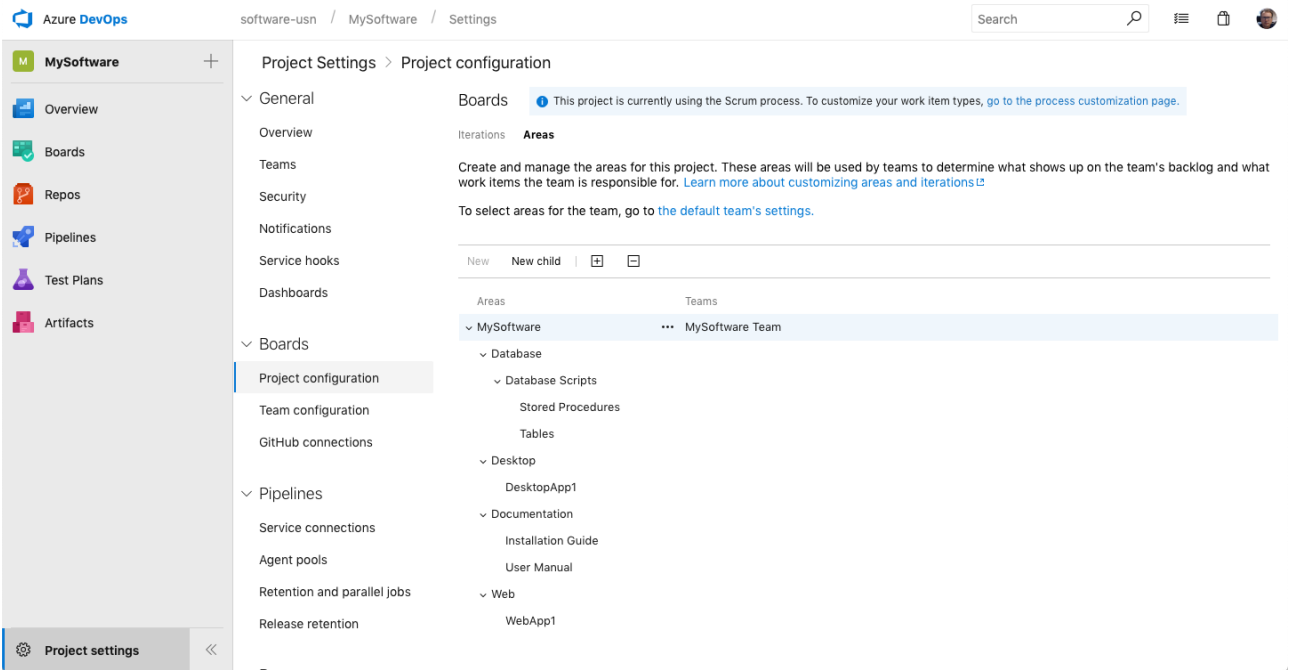 Azure DevOps
software-usn / MySoftware / Settings
Search
M MySoftware
Overview
Boards
Repos
Pipelines
Test Plans
Artifacts
Project settings
Project Settings > Project configuration
General
Overview
Teams
Security
Notifications
Service hooks
Dashboards
Boards
Project configuration
Team configuration
GitHub connections
Pipelines
Service connections
Agent pools
Retention and parallel jobs
Release retention
Boards
This project is currently using the Scrum process. To customize your work item types, go to the process customization page.
Iterations Areas
Create and manage the areas for this project. These areas will be used by teams to determine what shows up on the team's backlog and what
work items the team is responsible for. Learn more about customizing areas and iterations
To select areas for the team, go to the default team's settings.
New New child
Areas Teams
MySoftware ••• MySoftware Team
Database
Database Scripts
Stored Procedures
Tables
Desktop
DesktopApp1
Documentation
Installation Guide
User Manual
Web
WebApp1